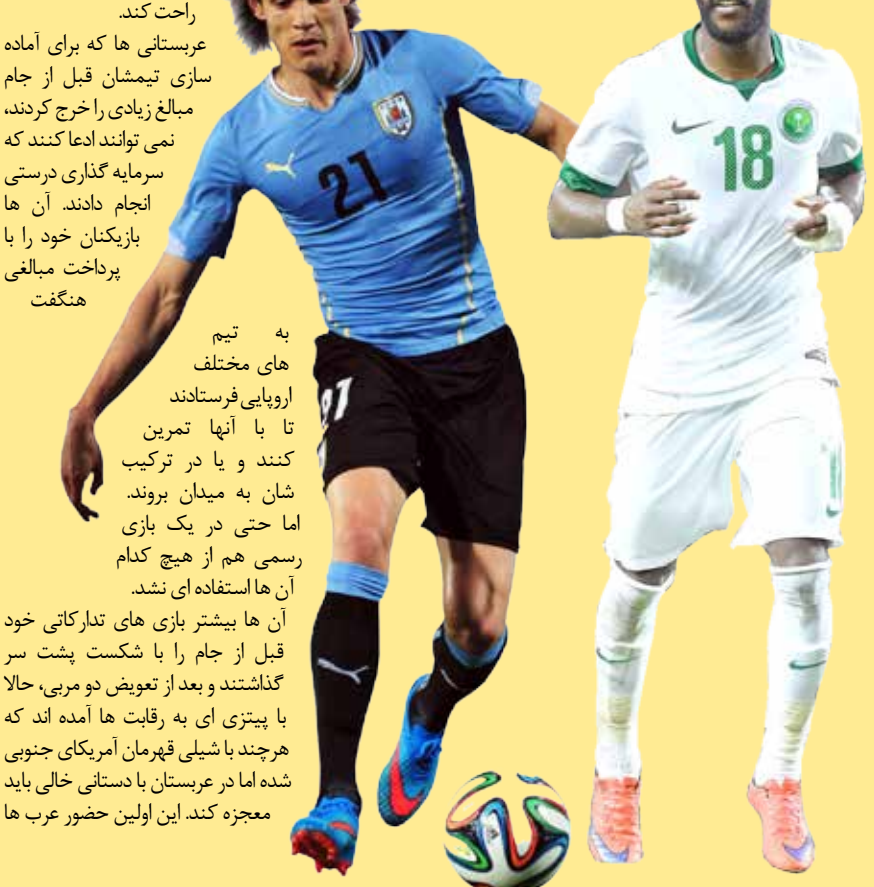 راحت کند.
عربستانی ها که برای آماده
سازی تیمشان قبل از جام
مبالغ زیادی را خرج کردند،
نمی توانند ادعا کنند که
سرمایه گذاری درستی
انجام دادند. آن ها
بازیکنان خود را با
پرداخت مبالغی
هنگفت
به تیم
های مختلف
اروپایی فرستادند
تا با آنها تمرین
کنند و یا در ترکیب
شان به میدان بروند.
اما حتی در یک بازی
رسمی هم از هیچ کدام
آن ها استفاده ای نشد.
آن ها بیشتر بازی های تدارکاتی خود
قبل از جام را با شکست پشت سر
گذاشتند و بعد از تعویض دو مربی، حالا
با پیتزی ای به رقابت ها آمده اند که
هرچند با شیلی قهرمان آمریکای جنوبی
شده اما در عربستان با دستانی خالی باید
معجزه کند. این اولین حضور عرب ها
21
21
18